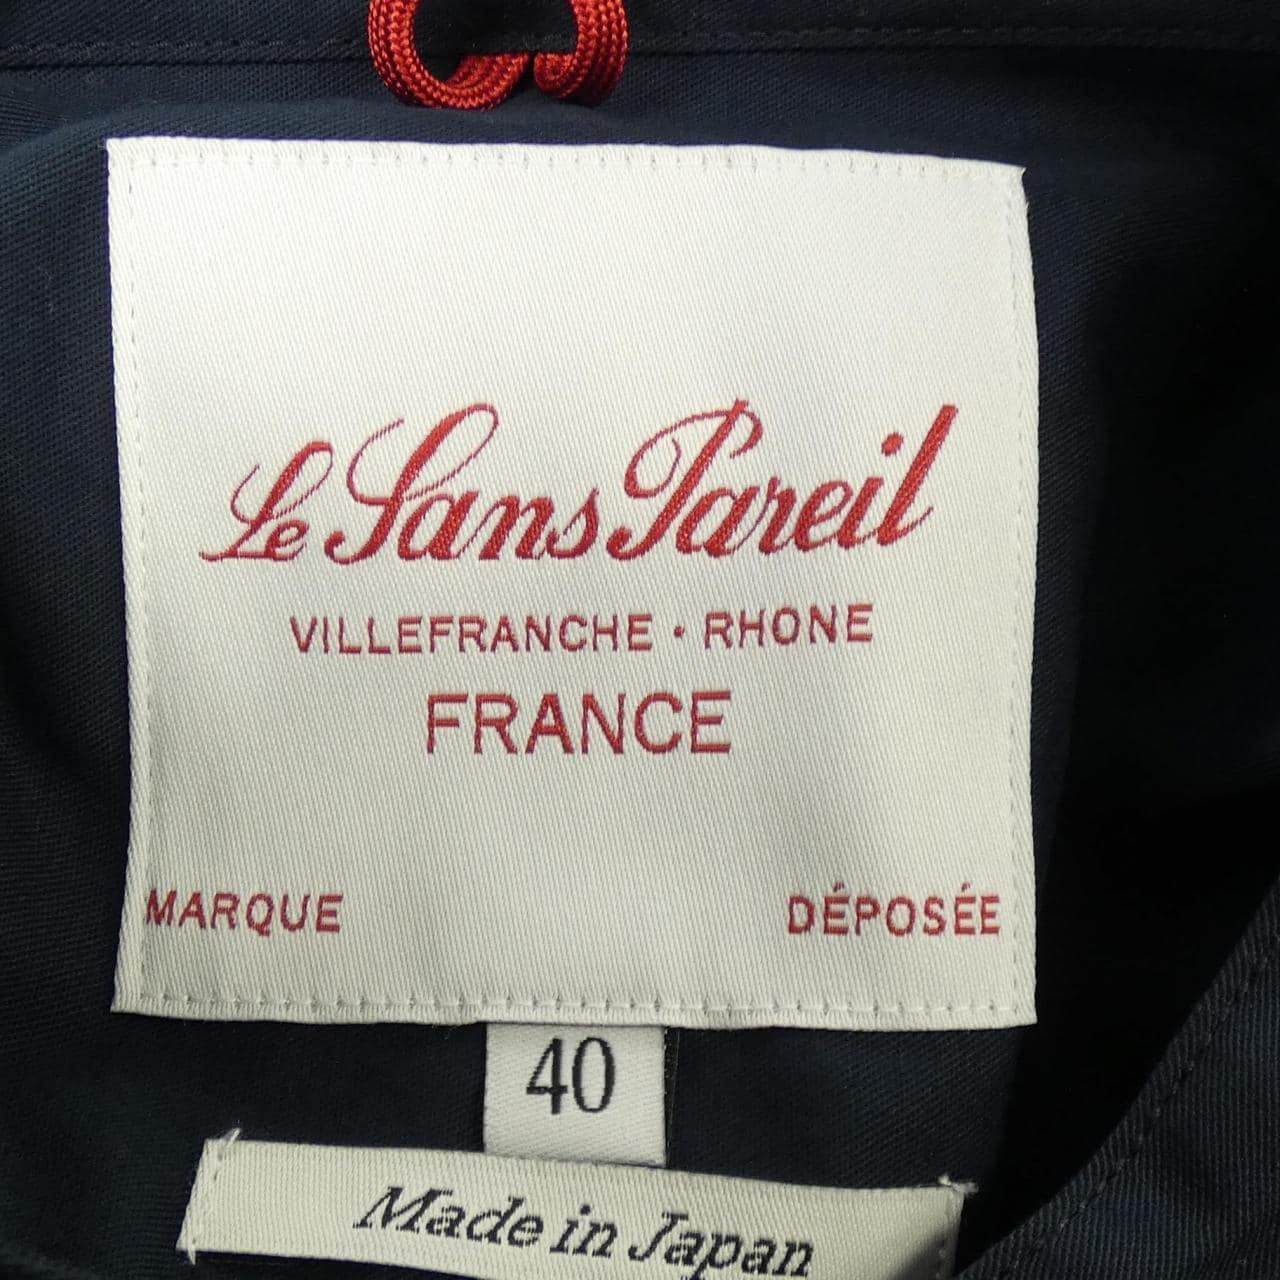 Le Sans Pareil
VILLEFRANCHE · RHONE
FRANCE
MARQUE DÉPOSÉE
40
Made in Japan